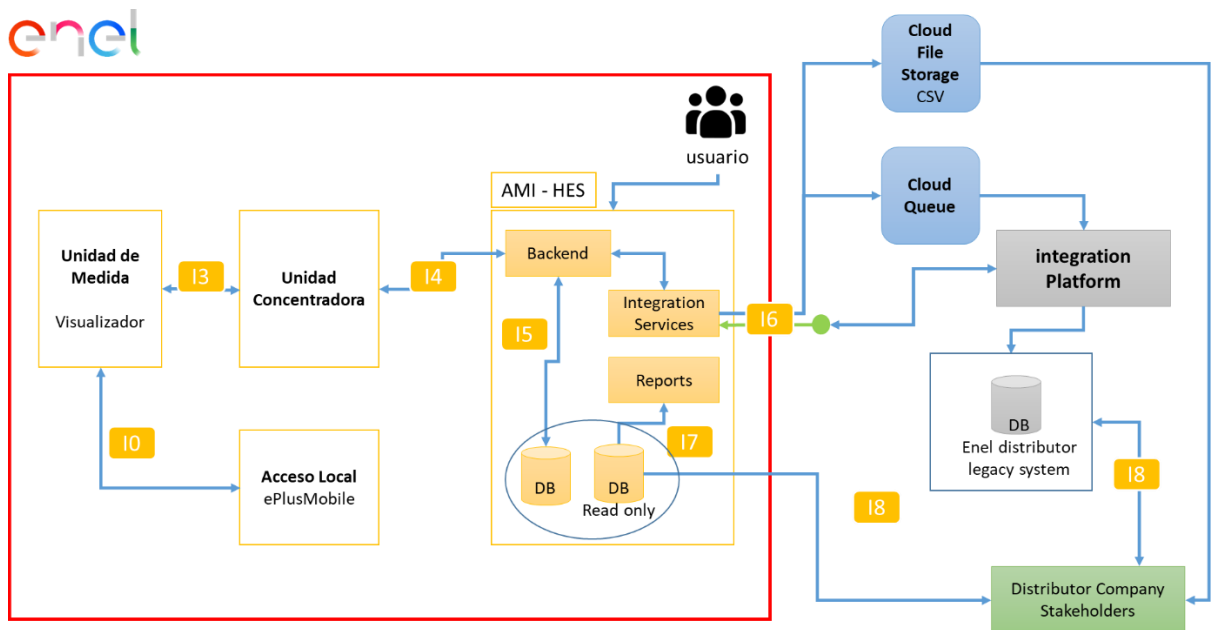 enel
Cloud
File
Storage
CSV
usuario
AMI - HES
Cloud
Queue
Unidad de
Medida
Visualizador
I3
Unidad
Concentradora
I4
Backend
integration
Platform
Integration
Services
I6
I5
Reports
I0
I7
DB
DB
Read only
DB
Enel distributor
legacy system
I8
I8
Acceso Local
ePlusMobile
Distributor Company
Stakeholders